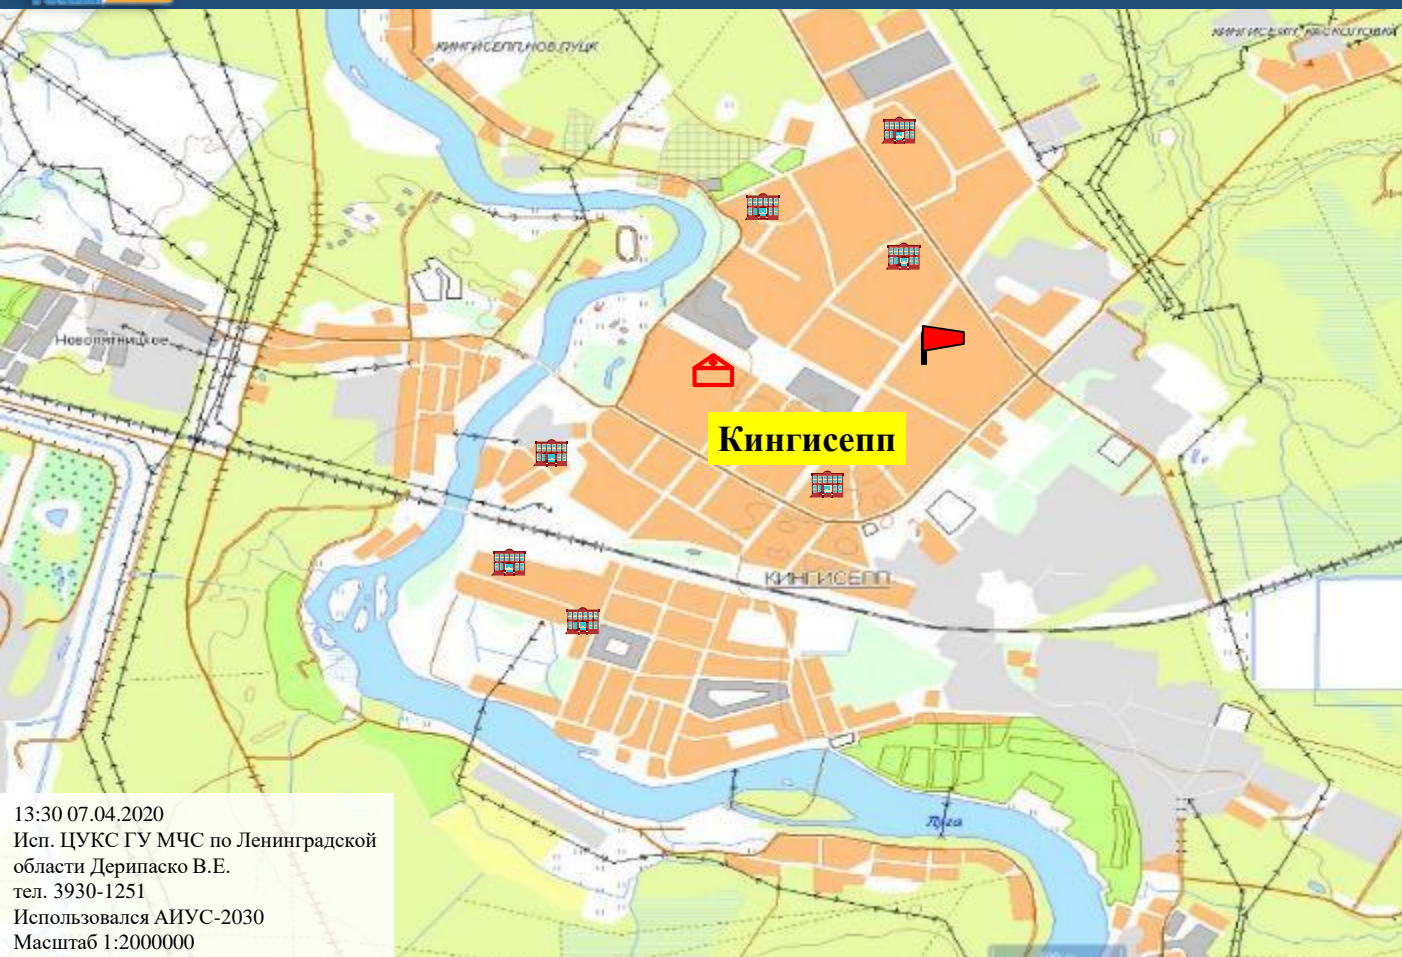 КИНГИСЕПП, НОВ.ЛУЦК
Новопятницкое
Кингисепп
КИНГИСЕПП
Луга
13:30 07.04.2020
Исп. ЦУКС ГУ МЧС по Ленинградской
области Дерипаско В.Е.
тел. 3930-1251
Использовался АИУС-2030
Масштаб 1:2000000